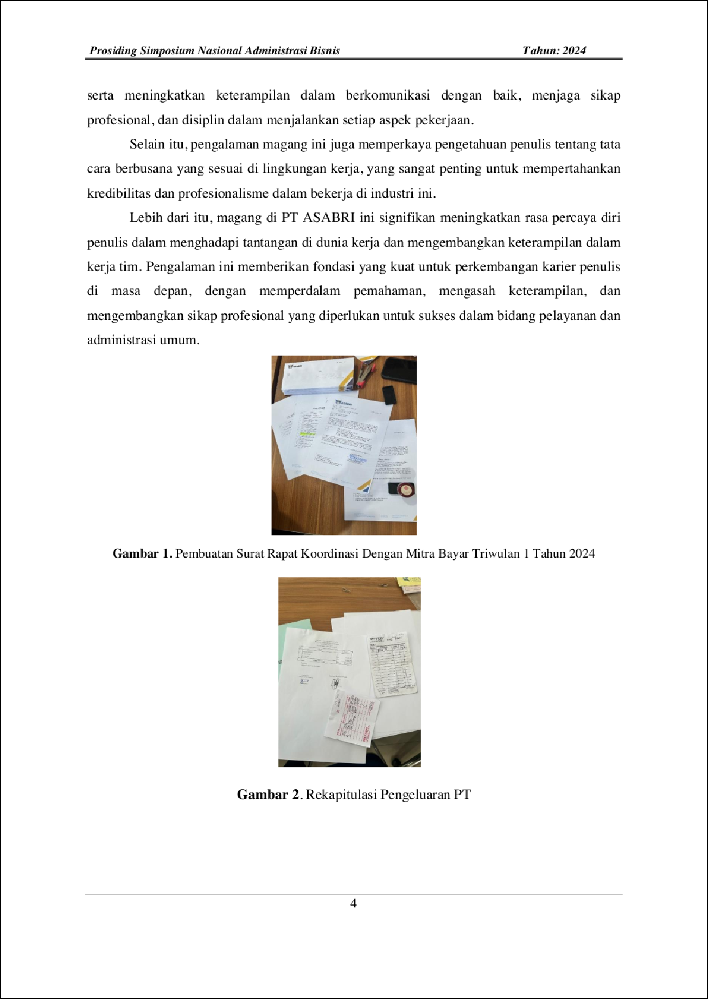 Prosiding Simposium Nasional Administrasi Bisnis Tahun: 2024
serta meningkatkan keterampilan dalam berkomunikasi dengan baik, menjaga sikap
profesional, dan disiplin dalam menjalankan setiap aspek pekerjaan.
Selain itu, pengalaman magang ini juga memperkaya pengetahuan penulis tentang tata
cara berbusana yang sesuai di lingkungan kerja, yang sangat penting untuk mempertahankan
kredibilitas dan profesionalisme dalam bekerja di industri ini.
Lebih dari itu, magang di PT ASABRI ini signifikan meningkatkan rasa percaya diri
penulis dalam menghadapi tantangan di dunia kerja dan mengembangkan keterampilan dalam
kerja tim. Pengalaman ini memberikan fondasi yang kuat untuk perkembangan karier penulis
di masa depan, dengan memperdalam pemahaman, mengasah keterampilan, dan
mengembangkan sikap profesional yang diperlukan untuk sukses dalam bidang pelayanan dan
administrasi umum.
ASABRI
ASABRI
Gambar 1. Pembuatan Surat Rapat Koordinasi Dengan Mitra Bayar Triwulan 1 Tahun 2024
Gambar 2. Rekapitulasi Pengeluaran PT
4